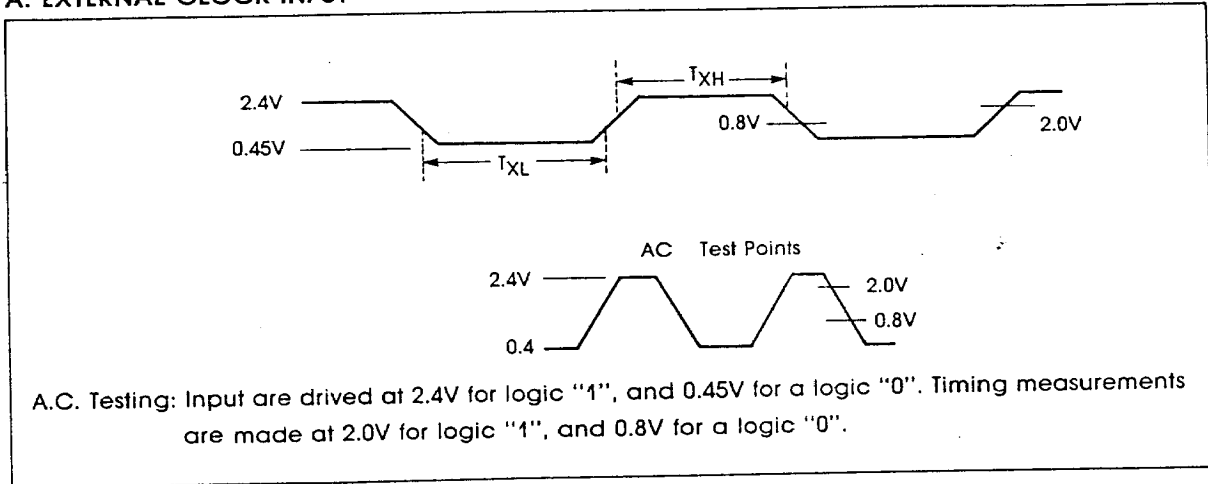 A. EXTERNAL CLOCK INPUT
TXH
2.4V
0.8V
2.0V
0.45V
TXL
AC Test Points
2.4V
2.0V
0.8V
0.4
A.C. Testing: Input are drived at 2.4V for logic "1", and 0.45V for a logic "0". Timing measurements
are made at 2.0V for logic "1", and 0.8V for a logic "0".